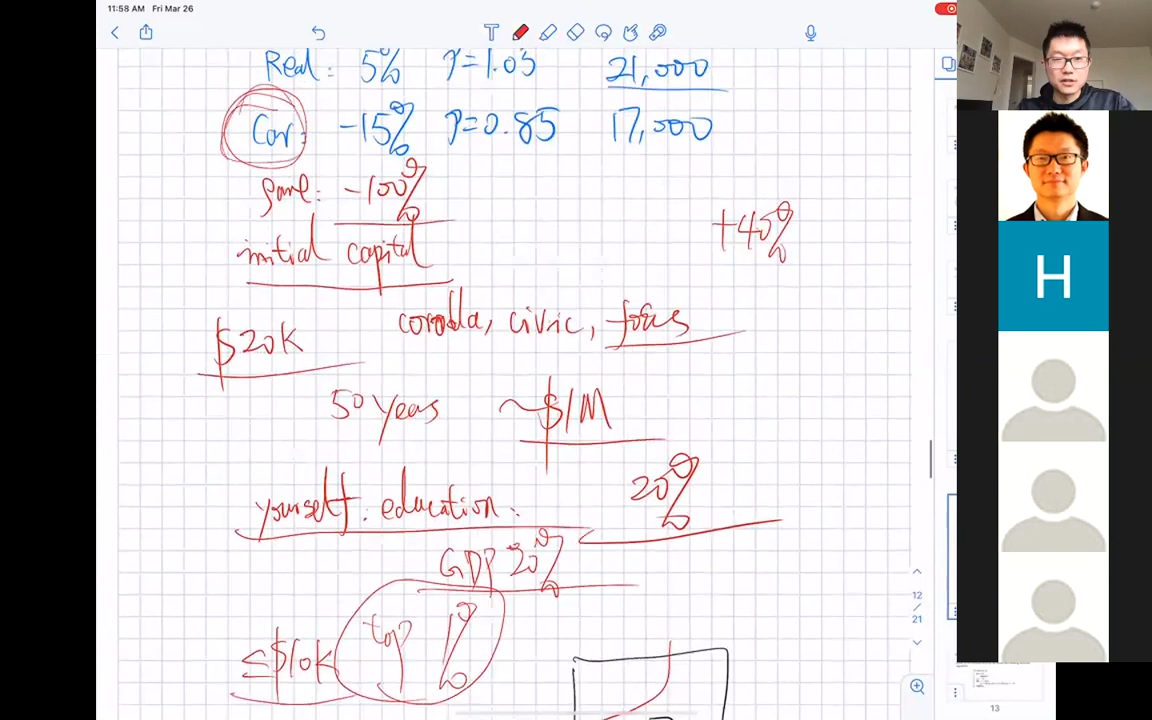 11:58 AM Fri Mar 26
Real: 5% r=1.05 21,000
Car: -15% r=0.85 17,000
-100%
+40%
initial capital
corolla, civic, focus
$20K
50 years ~$1M
yourself: education: 20%
GDP 20%
top %
≤$10K
12
/
21
H
13